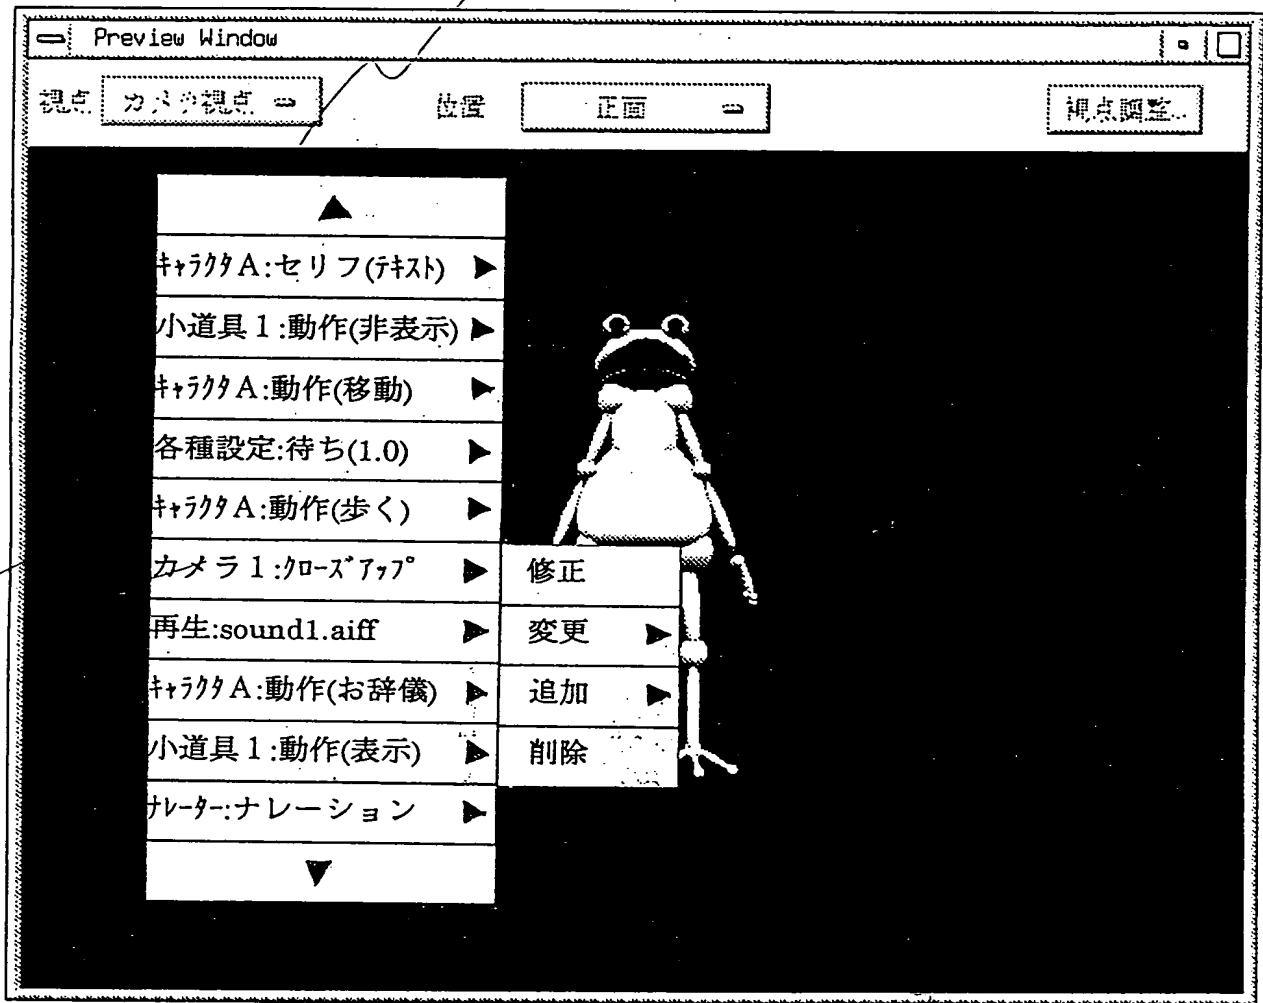 Preview Window
視点 カメラ視点 位置 正面 視点調整..
▲
ｷｬﾗｸﾀA:セリフ(ﾃｷｽﾄ) ▶
小道具1:動作(非表示) ▶
ｷｬﾗｸﾀA:動作(移動) ▶
各種設定:待ち(1.0) ▶
ｷｬﾗｸﾀA:動作(歩く) ▶
カメラ1:ｸﾛｰｽﾞｱｯﾌﾟ ▶ 修正
再生:sound1.aiff ▶ 変更 ▶
ｷｬﾗｸﾀA:動作(お辞儀) ▶ 追加 ▶
小道具1:動作(表示) ▶ 削除
ﾅﾚｰﾀｰ:ナレーション ▶
▼